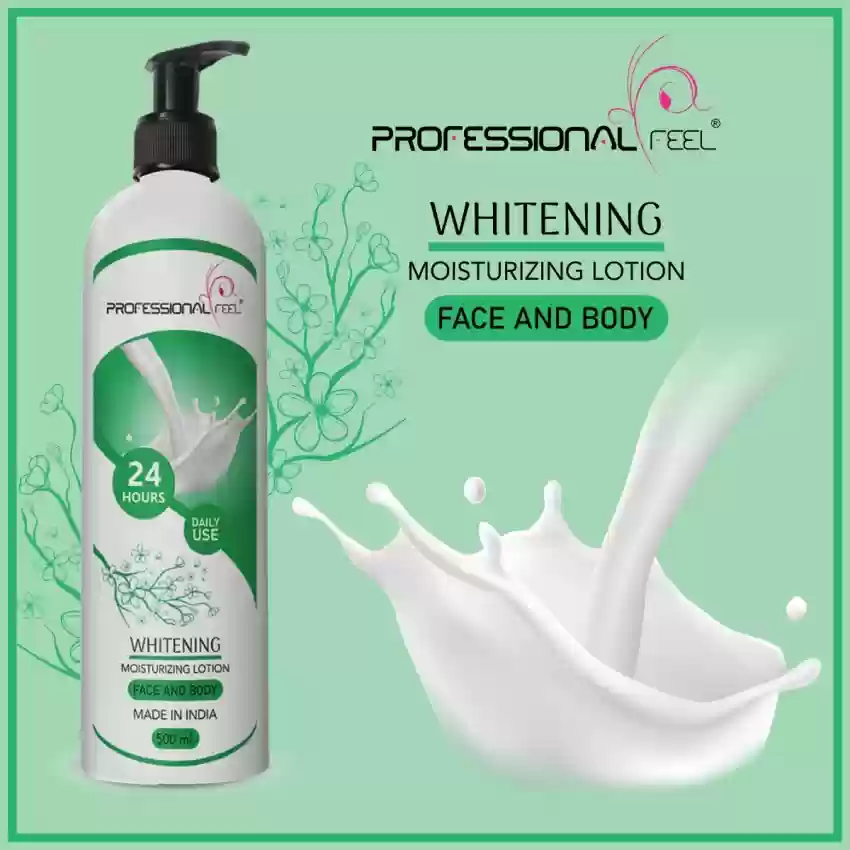 PROFESSIONAL FEEL®
WHITENING
MOISTURIZING LOTION
FACE AND BODY
PROFESSIONAL FEEL®
24
HOURS
DAILY
USE
WHITENING
MOISTURIZING LOTION
FACE AND BODY
MADE IN INDIA
500 ml